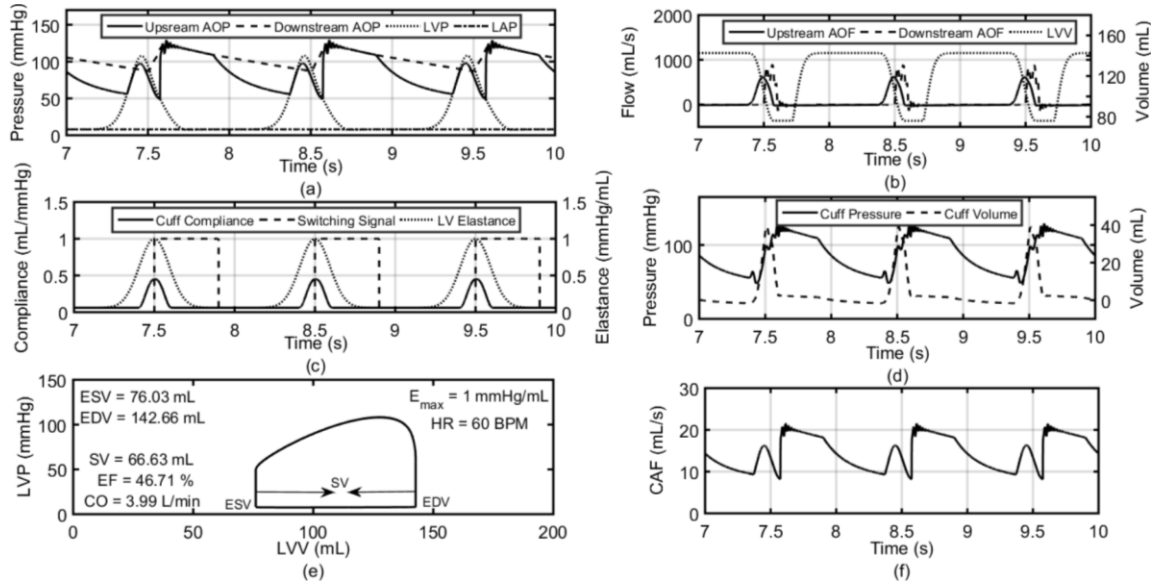 Upsream AOP Downstream AOP LVP LAP
Pressure (mmHg)
150
100
50
0
7 7.5 8 8.5 9 9.5 10
Time (s)
(a)
Upstream AOF Downstream AOF LVV
Flow (mL/s)
2000
1000
0
Volume (mL)
160
120
80
7 7.5 8 8.5 9 9.5 10
Time (s)
(b)
Cuff Compliance Switching Signal LV Elastance
Compliance (mL/mmHg)
1.5
1
0.5
0
Elastance (mmHg/mL)
1.5
1
0.5
0
7 7.5 8 8.5 9 9.5 10
Time (s)
(c)
Cuff Pressure Cuff Volume
Pressure (mmHg)
100
0
Volume (mL)
40
20
0
7 7.5 8 8.5 9 9.5 10
Time (s)
(d)
LVP (mmHg)
150
100
50
0
ESV = 76.03 mL
EDV = 142.66 mL
SV = 66.63 mL
EF = 46.71 %
CO = 3.99 L/min
Emax = 1 mmHg/mL
HR = 60 BPM
SV
ESV EDV
0 50 100 150 200
LVV (mL)
(e)
CAF (mL/s)
30
20
10
0
7 7.5 8 8.5 9 9.5 10
Time (s)
(f)